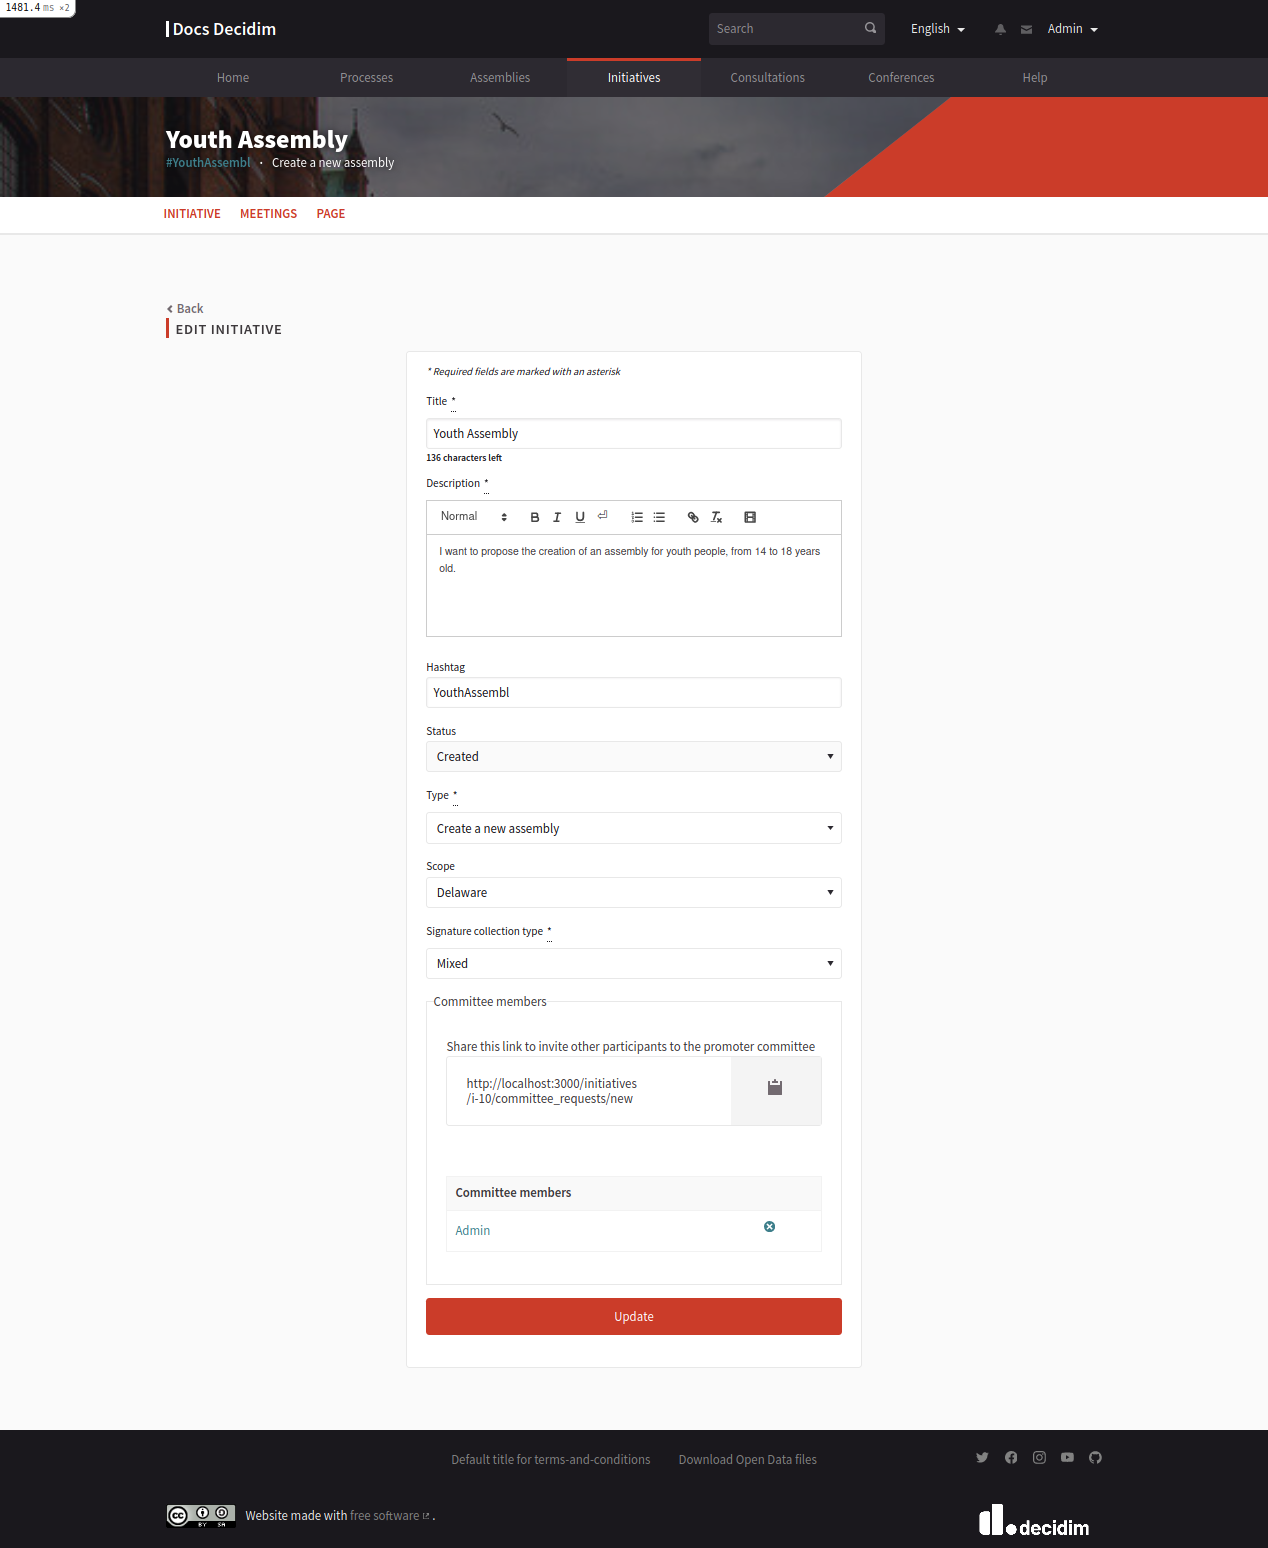 1481.4 ms ×2
Docs Decidim
Search
English
Admin
Home Processes Assemblies Initiatives Consultations Conferences Help
Youth Assembly
#YouthAssembl · Create a new assembly
INITIATIVE MEETINGS PAGE
Back
EDIT INITIATIVE
* Required fields are marked with an asterisk
Title *
Youth Assembly
136 characters left
Description *
Normal B I U
I want to propose the creation of an assembly for youth people, from 14 to 18 years
old.
Hashtag
YouthAssembl
Status
Created
Type *
Create a new assembly
Scope
Delaware
Signature collection type *
Mixed
Committee members
Share this link to invite other participants to the promoter committee
http://localhost:3000/initiatives
/i-10/committee_requests/new
Committee members
Admin
Update
Default title for terms-and-conditions Download Open Data files
cc BY SA
Website made with free software .
decidim